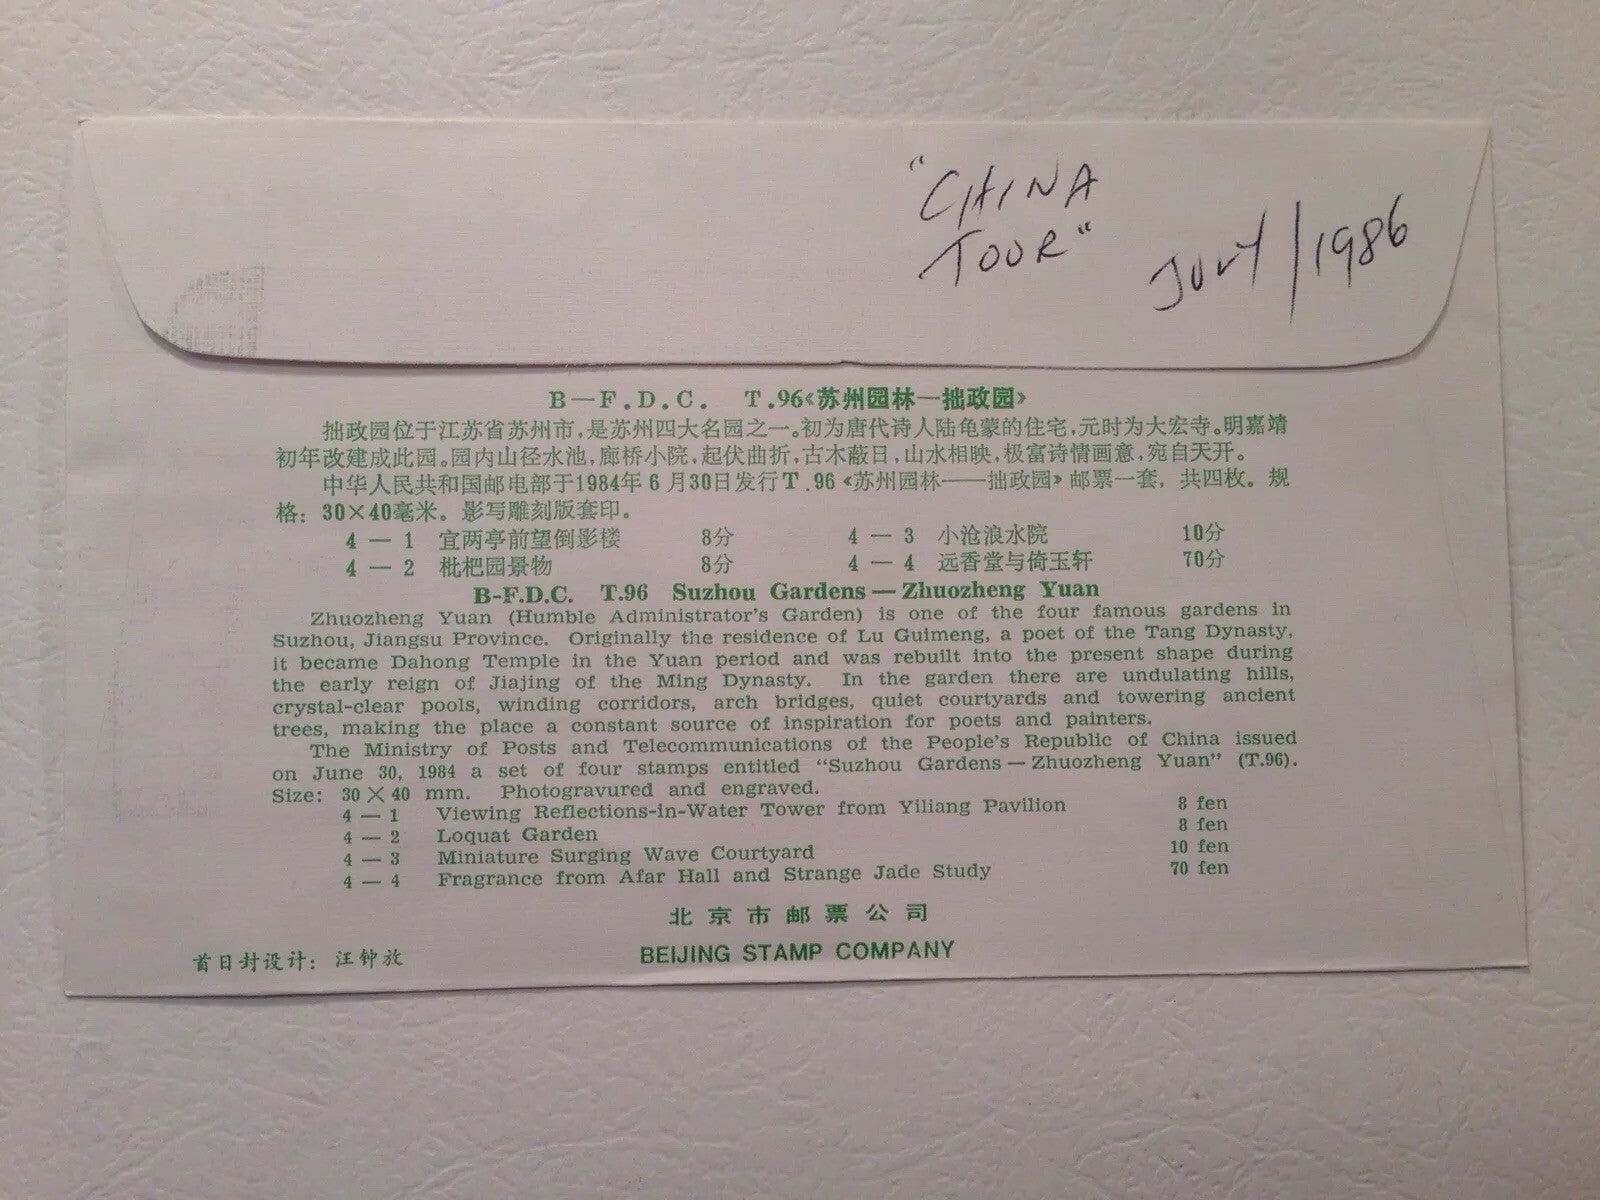 "CHINA
TOUR"
JULY/1986
B—F.D.C. T.96《苏州园林—拙政园》
拙政园位于江苏省苏州市，是苏州四大名园之一。初为唐代诗人陆龟蒙的住宅，元时为大宏寺。明嘉靖
初年改建成此园。园内山径水池，廊桥小院，起伏曲折，古木蔽日，山水相映，极富诗情画意，宛自天开。
中华人民共和国邮电部于1984年6月30日发行T.96《苏州园林——拙政园》邮票一套，共四枚。规
格：30×40毫米。影写雕刻版套印。
4—1 宜两亭前望倒影楼 8分 4—3 小沧浪水院 10分
4—2 枇杷园景物 8分 4—4 远香堂与倚玉轩 70分
B-F.D.C. T.96 Suzhou Gardens — Zhuozheng Yuan
Zhuozheng Yuan (Humble Administrator's Garden) is one of the four famous gardens in
Suzhou, Jiangsu Province. Originally the residence of Lu Guimeng, a poet of the Tang Dynasty,
it became Dahong Temple in the Yuan period and was rebuilt into the present shape during
the early reign of Jiajing of the Ming Dynasty. In the garden there are undulating hills,
crystal-clear pools, winding corridors, arch bridges, quiet courtyards and towering ancient
trees, making the place a constant source of inspiration for poets and painters.
The Ministry of Posts and Telecommunications of the People's Republic of China issued
on June 30, 1984 a set of four stamps entitled "Suzhou Gardens — Zhuozheng Yuan" (T.96).
Size: 30×40 mm. Photogravured and engraved.
4—1 Viewing Reflections-in-Water Tower from Yiliang Pavilion 8 fen
4—2 Loquat Garden 8 fen
4—3 Miniature Surging Wave Courtyard 10 fen
4—4 Fragrance from Afar Hall and Strange Jade Study 70 fen
北京市邮票公司
首日封设计：汪钟放 BEIJING STAMP COMPANY